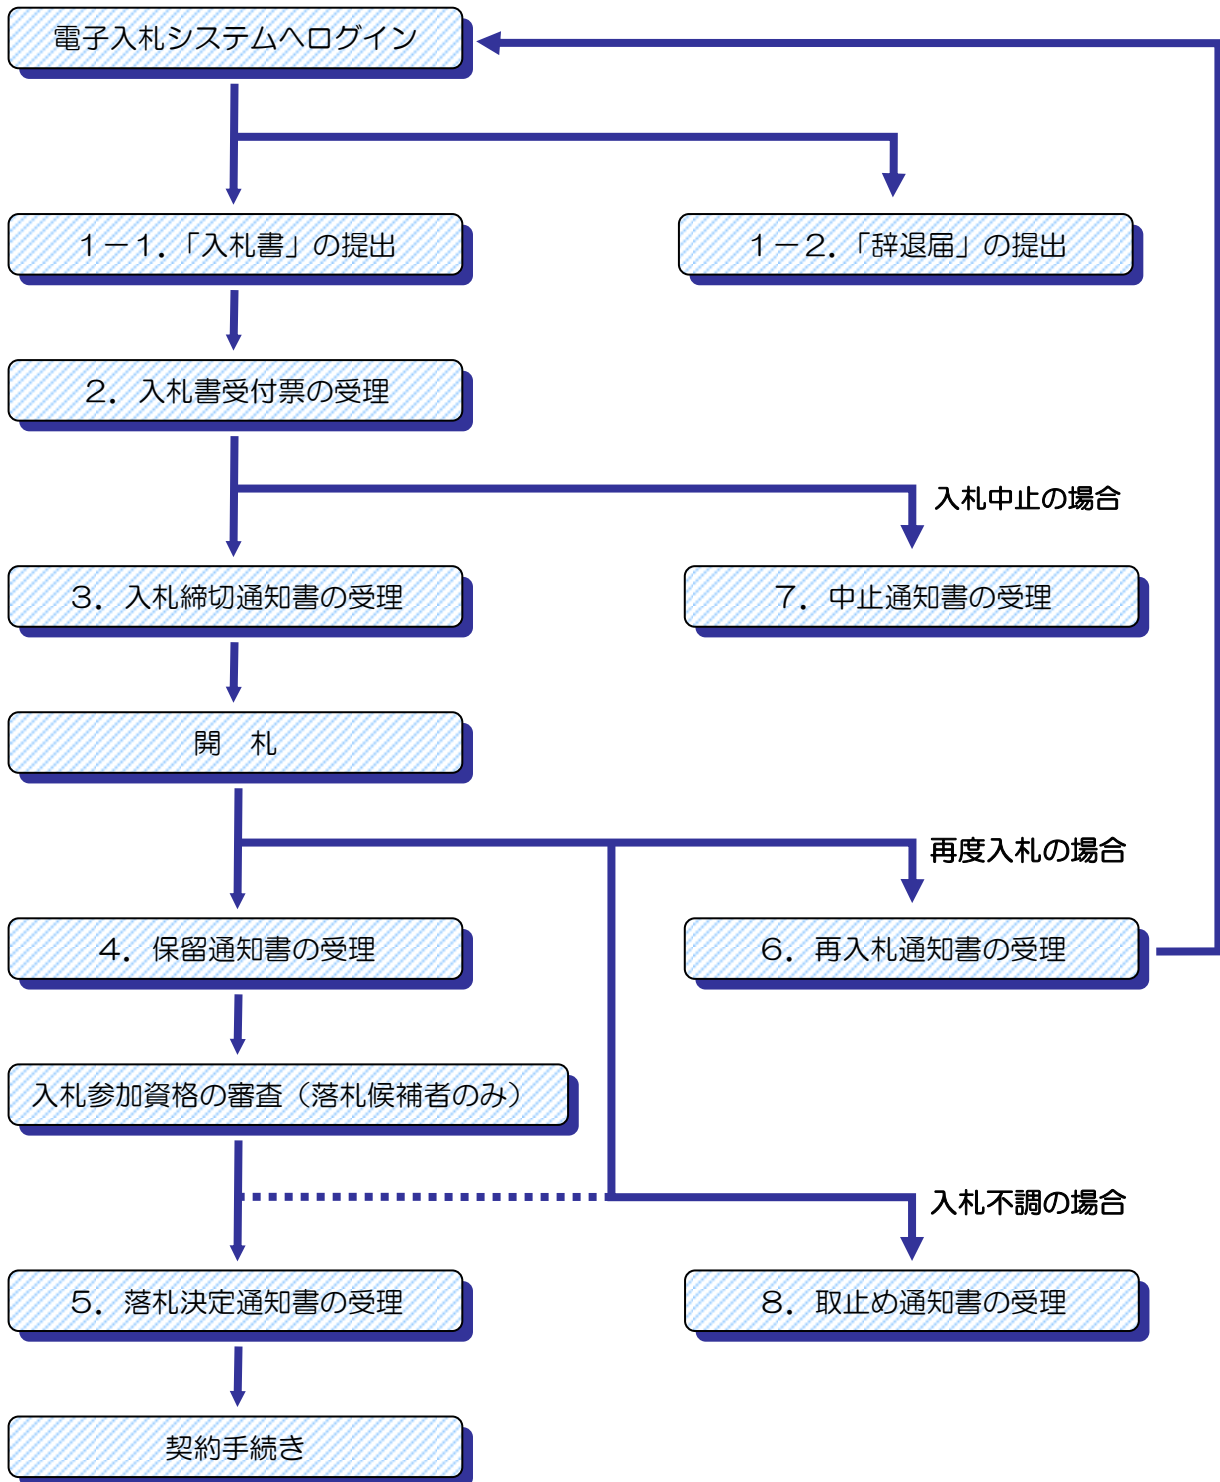 電子入札システムへログイン
１－１．「入札書」の提出
１－２．「辞退届」の提出
２．入札書受付票の受理
入札中止の場合
３．入札締切通知書の受理
７．中止通知書の受理
開　札
再度入札の場合
４．保留通知書の受理
６．再入札通知書の受理
入札参加資格の審査（落札候補者のみ）
入札不調の場合
５．落札決定通知書の受理
８．取止め通知書の受理
契約手続き